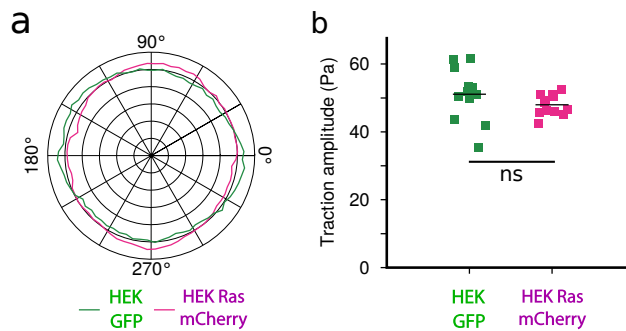 a
90°
180°
0°
270°
HEK
GFP
HEK Ras
mCherry
b
Traction amplitude (Pa)
60
40
20
0
ns
HEK
GFP
HEK Ras
mCherry